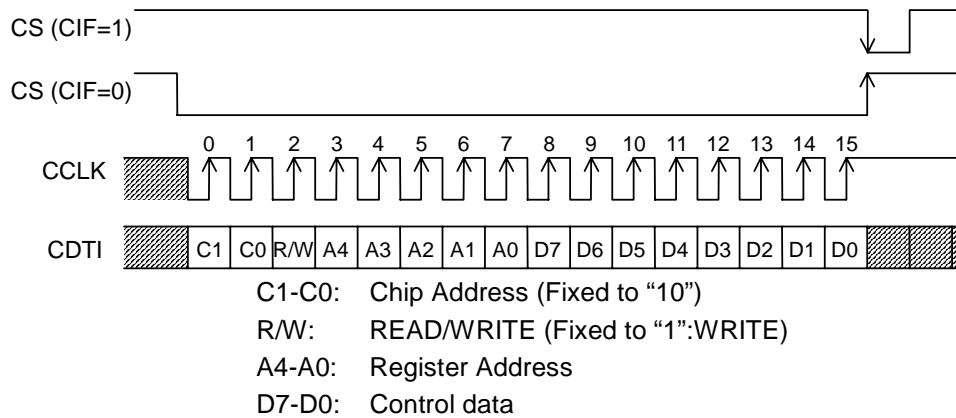 CS (CIF=1)
CS (CIF=0)
0 1 2 3 4 5 6 7 8 9 10 11 12 13 14 15
CCLK
CDTI C1 C0 R/W A4 A3 A2 A1 A0 D7 D6 D5 D4 D3 D2 D1 D0
C1-C0: Chip Address (Fixed to “10”)
R/W: READ/WRITE (Fixed to “1”:WRITE)
A4-A0: Register Address
D7-D0: Control data